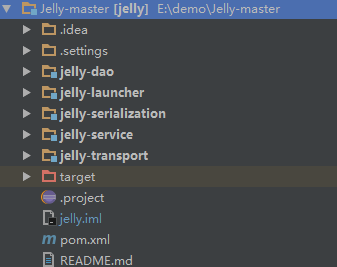 Jelly-master [jelly] E:\demo\Jelly-master
.idea
.settings
jelly-dao
jelly-launcher
jelly-serialization
jelly-service
jelly-transport
target
.project
jelly.iml
pom.xml
README.md